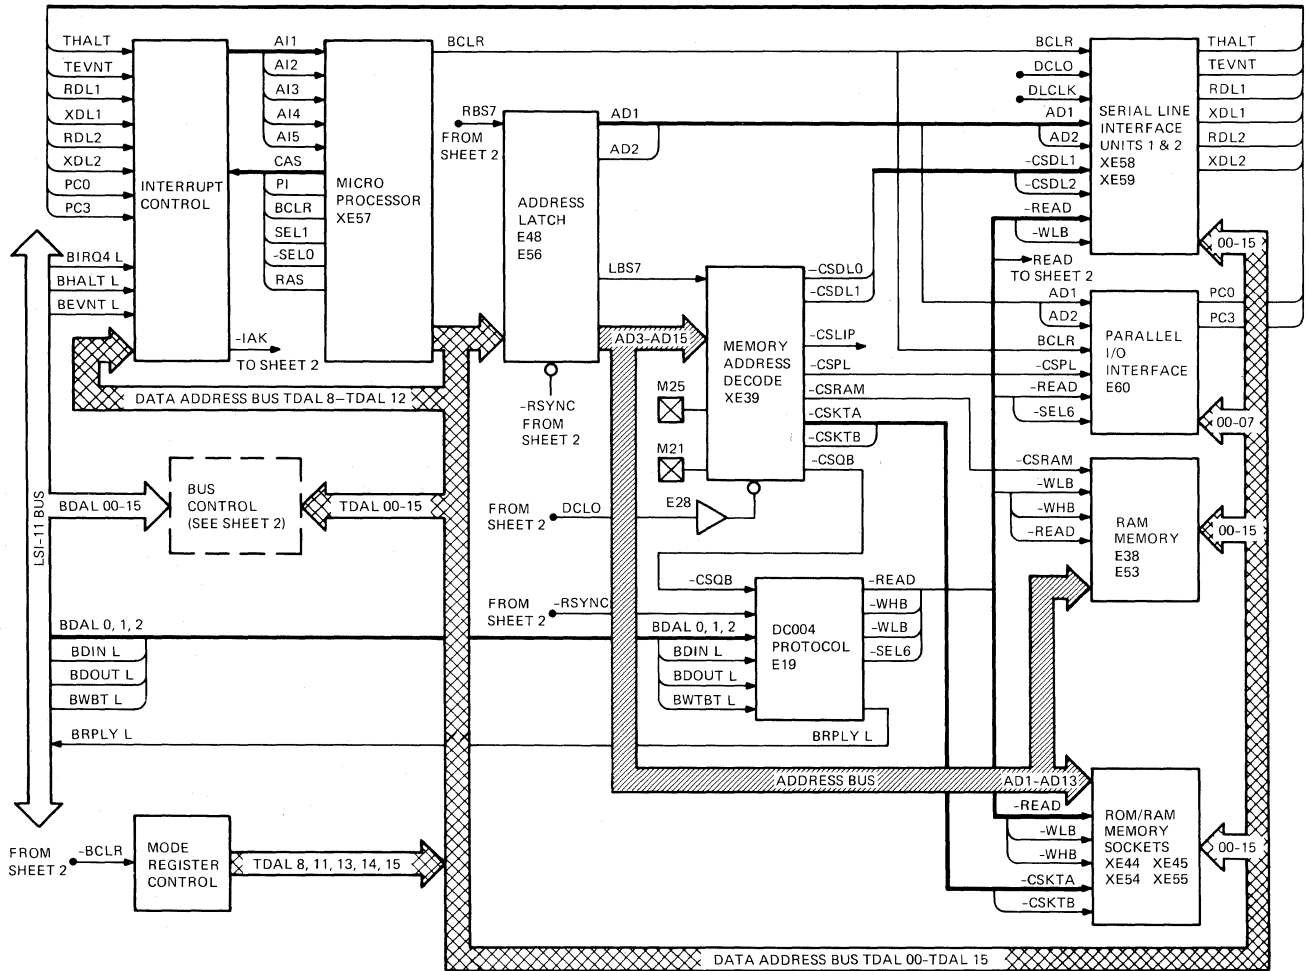 THALT
TEVNT
RDL1
XDL1
RDL2
XDL2
PC0
PC3
BIRQ4 L
BHALT L
BEVNT L
INTERRUPT
CONTROL
-IAK
TO SHEET 2
AI1
AI2
AI3
AI4
AI5
CAS
PI
BCLR
SEL1
-SEL0
RAS
MICRO
PROCESSOR
XE57
BCLR
RBS7
FROM
SHEET 2
ADDRESS
LATCH
E48
E56
-RSYNC
FROM
SHEET 2
AD1
AD2
LBS7
AD3-AD15
M25
M21
MEMORY
ADDRESS
DECODE
XE39
-CSDL0
-CSDL1
-CSLIP
-CSPL
-CSRAM
-CSKTA
-CSKTB
-CSQB
BCLR
DCLO
DLCLK
AD1
AD2
-CSDL1
-CSDL2
-READ
-WLB
READ
TO SHEET 2
SERIAL LINE
INTERFACE
UNITS 1 & 2
XE58
XE59
THALT
TEVNT
RDL1
XDL1
RDL2
XDL2
00-15
AD1
AD2
BCLR
-CSPL
-READ
-SEL6
PARALLEL
I/O
INTERFACE
E60
PC0
PC3
00-07
DATA ADDRESS BUS TDAL 8-TDAL 12
LSI-11 BUS
BDAL 00-15
BUS
CONTROL
(SEE SHEET 2)
TDAL 00-15
FROM
SHEET 2
DCLO
E28
-CSRAM
-WLB
-WHB
-READ
RAM
MEMORY
E38
E53
00-15
FROM
SHEET 2
-RSYNC
-CSQB
BDAL 0, 1, 2
BDIN L
BDOUT L
BWTBT L
DC004
PROTOCOL
E19
-READ
-WHB
-WLB
-SEL6
BRPLY L
BDAL 0, 1, 2
BDIN L
BDOUT L
BWBT L
BRPLY L
ADDRESS BUS
AD1-AD13
-READ
-WLB
-WHB
-CSKTA
-CSKTB
ROM/RAM
MEMORY
SOCKETS
XE44 XE45
XE54 XE55
00-15
FROM
SHEET 2
-BCLR
MODE
REGISTER
CONTROL
TDAL 8, 11, 13, 14, 15
DATA ADDRESS BUS TDAL 00-TDAL 15